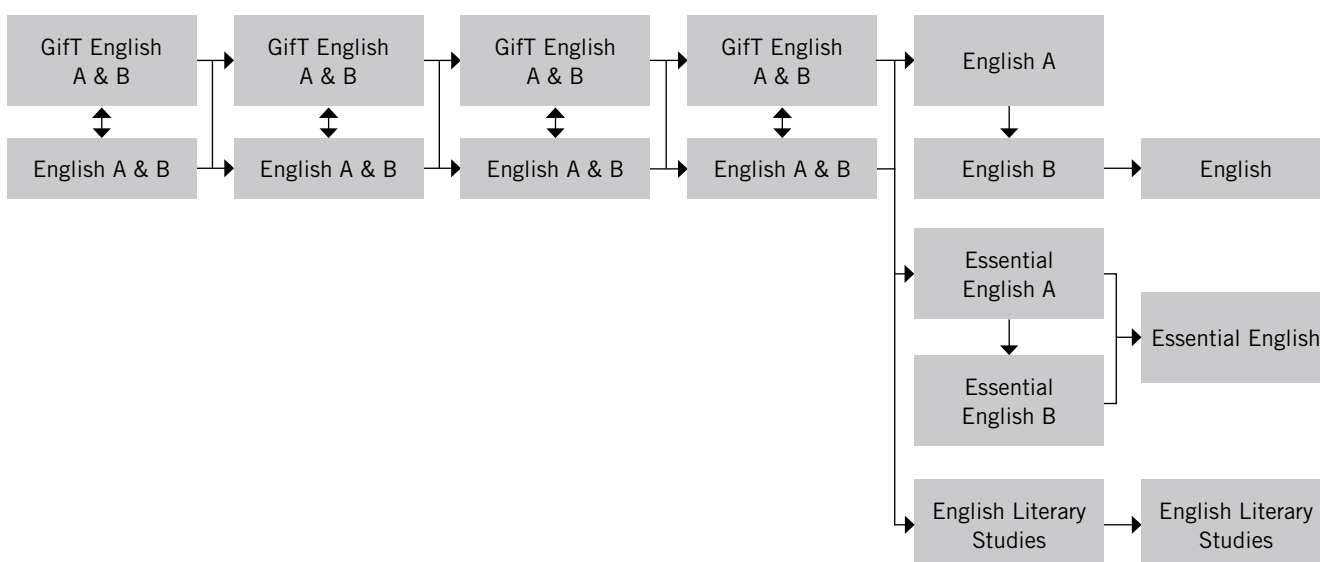 GifT English
A & B
GifT English
A & B
GifT English
A & B
GifT English
A & B
English A
English A & B
English A & B
English A & B
English A & B
English B
English
Essential
English A
Essential English
Essential
English B
English Literary
Studies
English Literary
Studies